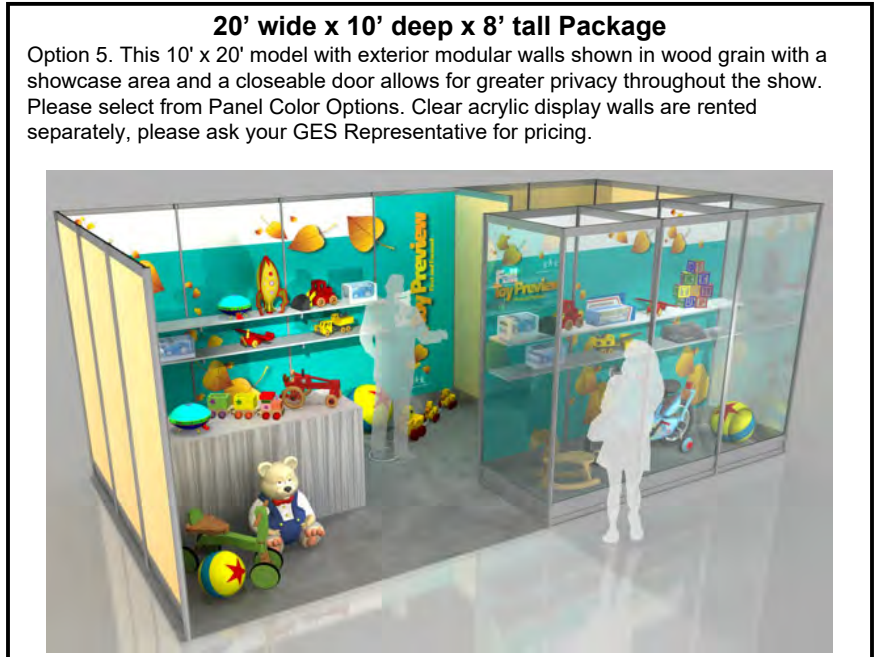 20’ wide x 10’ deep x 8’ tall Package
Option 5. This 10' x 20' model with exterior modular walls shown in wood grain with a
showcase area and a closeable door allows for greater privacy throughout the show.
Please select from Panel Color Options. Clear acrylic display walls are rented
separately, please ask your GES Representative for pricing.
Toy Preview
Toy Preview